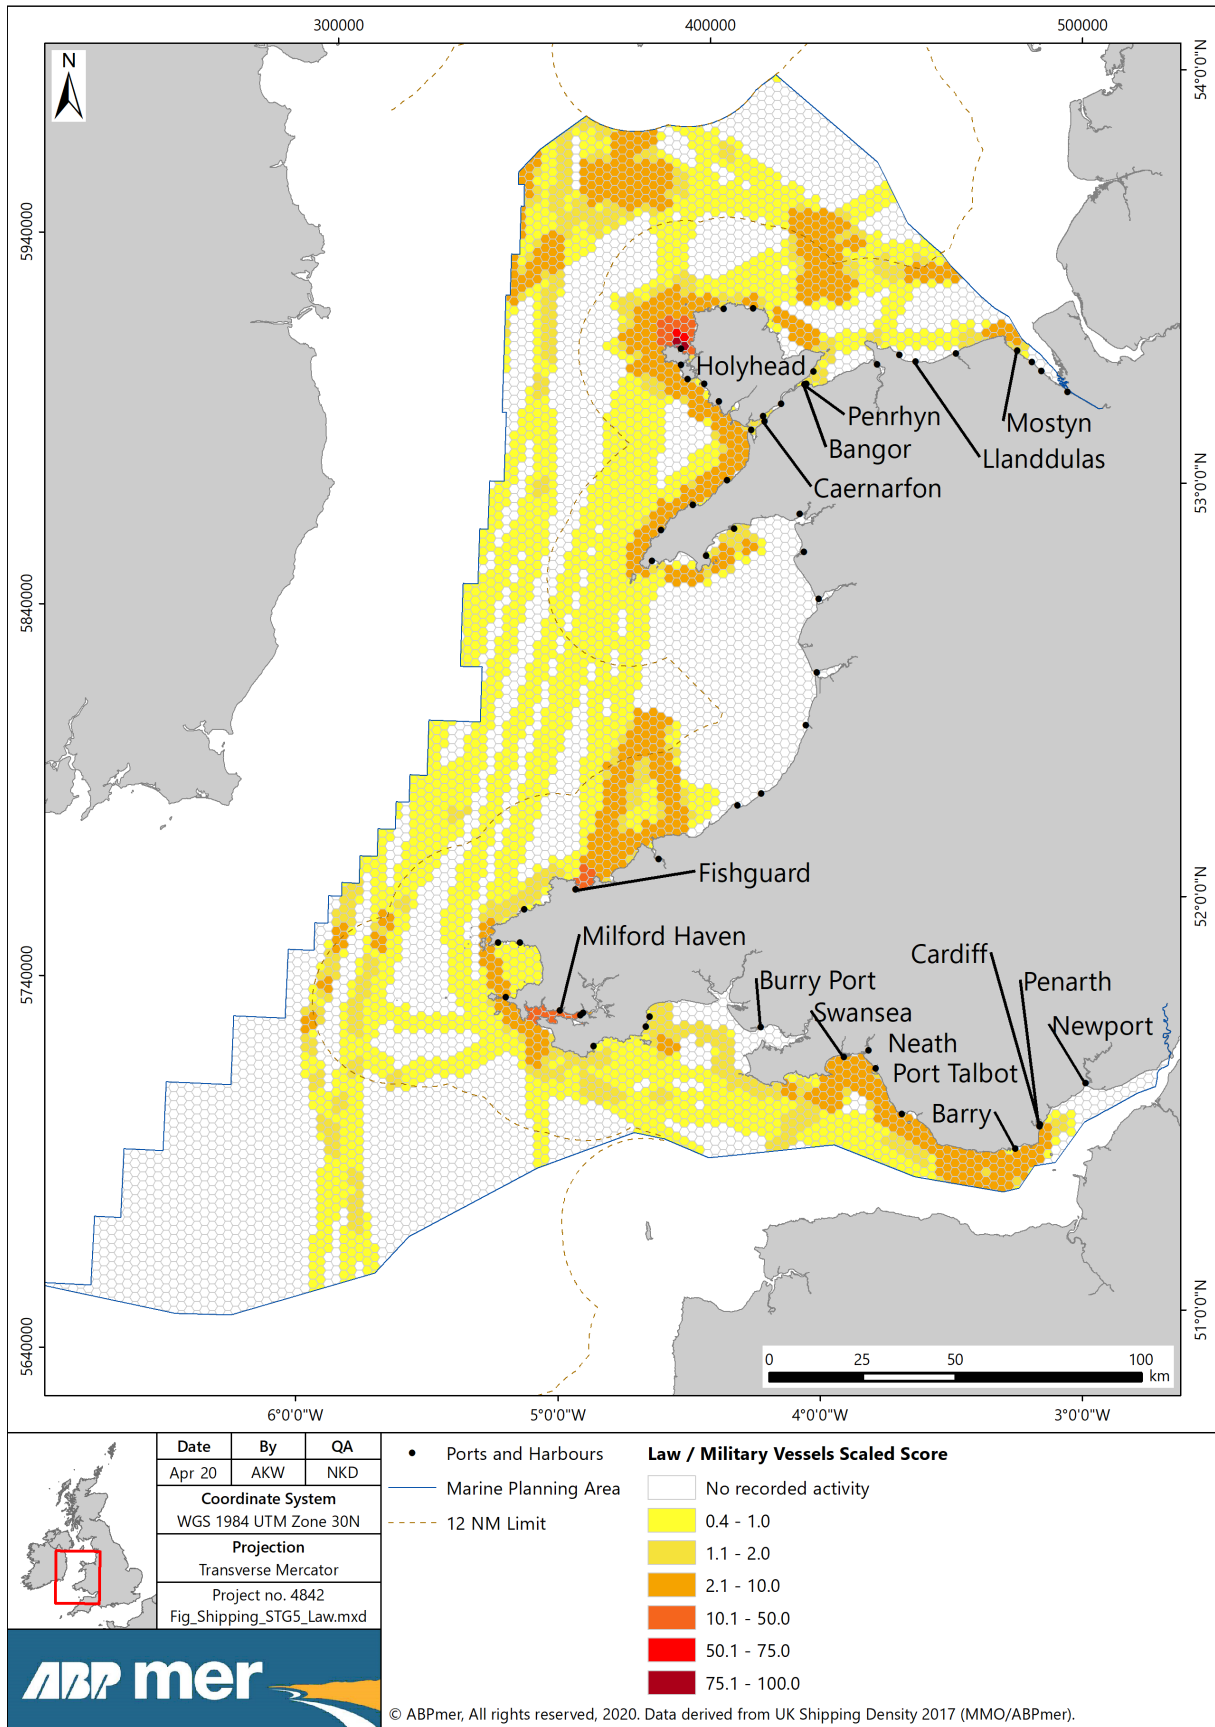 300000 400000 500000
N
54°0'0"N
5940000
Holyhead
Penrhyn
Mostyn
Bangor
Llanddulas
Caernarfon
53°0'0"N
5840000
Fishguard
52°0'0"N
Milford Haven
Cardiff
5740000
Burry Port
Penarth
Swansea
Newport
Neath
Port Talbot
Barry
51°0'0"N
5640000
0 25 50 100
km
6°0'0"W 5°0'0"W 4°0'0"W 3°0'0"W
Date By QA
Apr 20 AKW NKD
Coordinate System
WGS 1984 UTM Zone 30N
Projection
Transverse Mercator
Project no. 4842
Fig_Shipping_STG5_Law.mxd
ABP mer
Ports and Harbours
Marine Planning Area
12 NM Limit
Law / Military Vessels Scaled Score
No recorded activity
0.4 - 1.0
1.1 - 2.0
2.1 - 10.0
10.1 - 50.0
50.1 - 75.0
75.1 - 100.0
© ABPmer, All rights reserved, 2020. Data derived from UK Shipping Density 2017 (MMO/ABPmer).